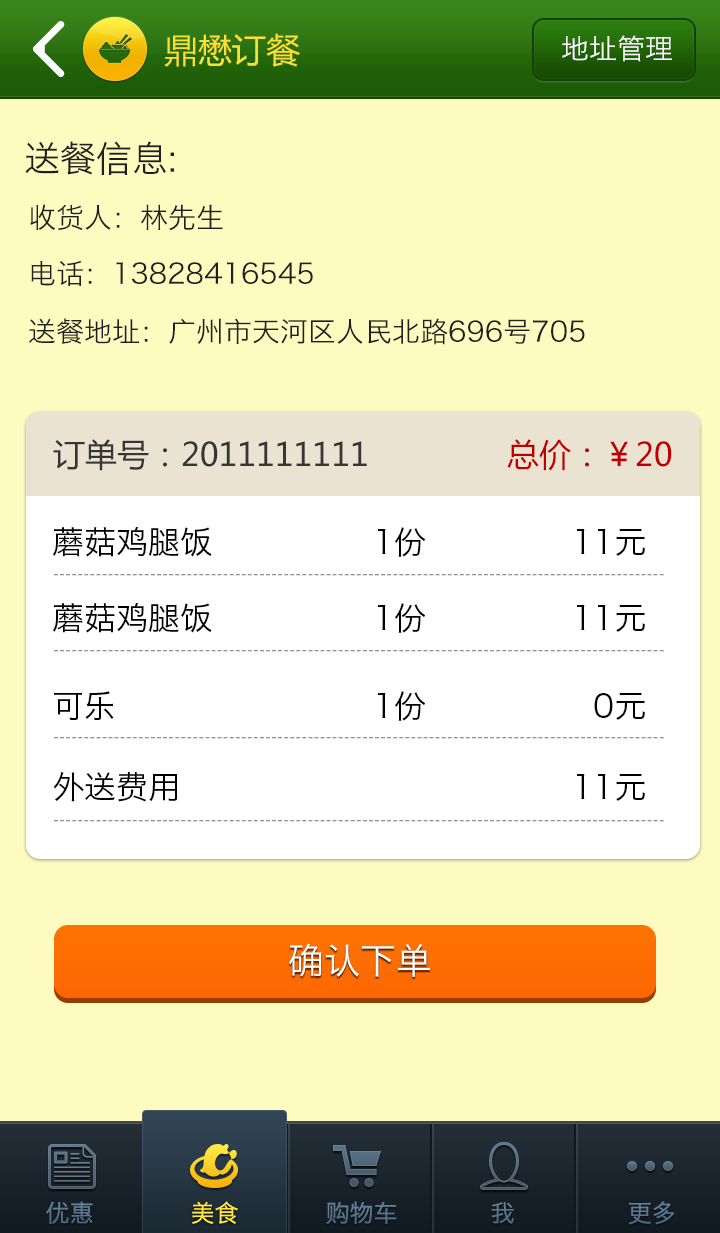 鼎懋订餐 地址管理
送餐信息:
收货人：林先生
电话：13828416545
送餐地址：广州市天河区人民北路696号705
订单号：2011111111 总价：￥20
蘑菇鸡腿饭 1份 11元
蘑菇鸡腿饭 1份 11元
可乐 1份 0元
外送费用 11元
确认下单
优惠 美食 购物车 我 更多